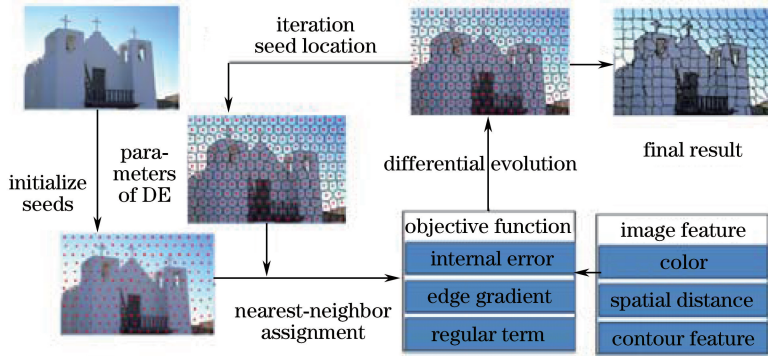 iteration
seed location
para-
meters
of DE
initialize
seeds
differential evolution
final result
objective function
internal error
edge gradient
regular term
image feature
color
spatial distance
contour feature
nearest-neighbor
assignment